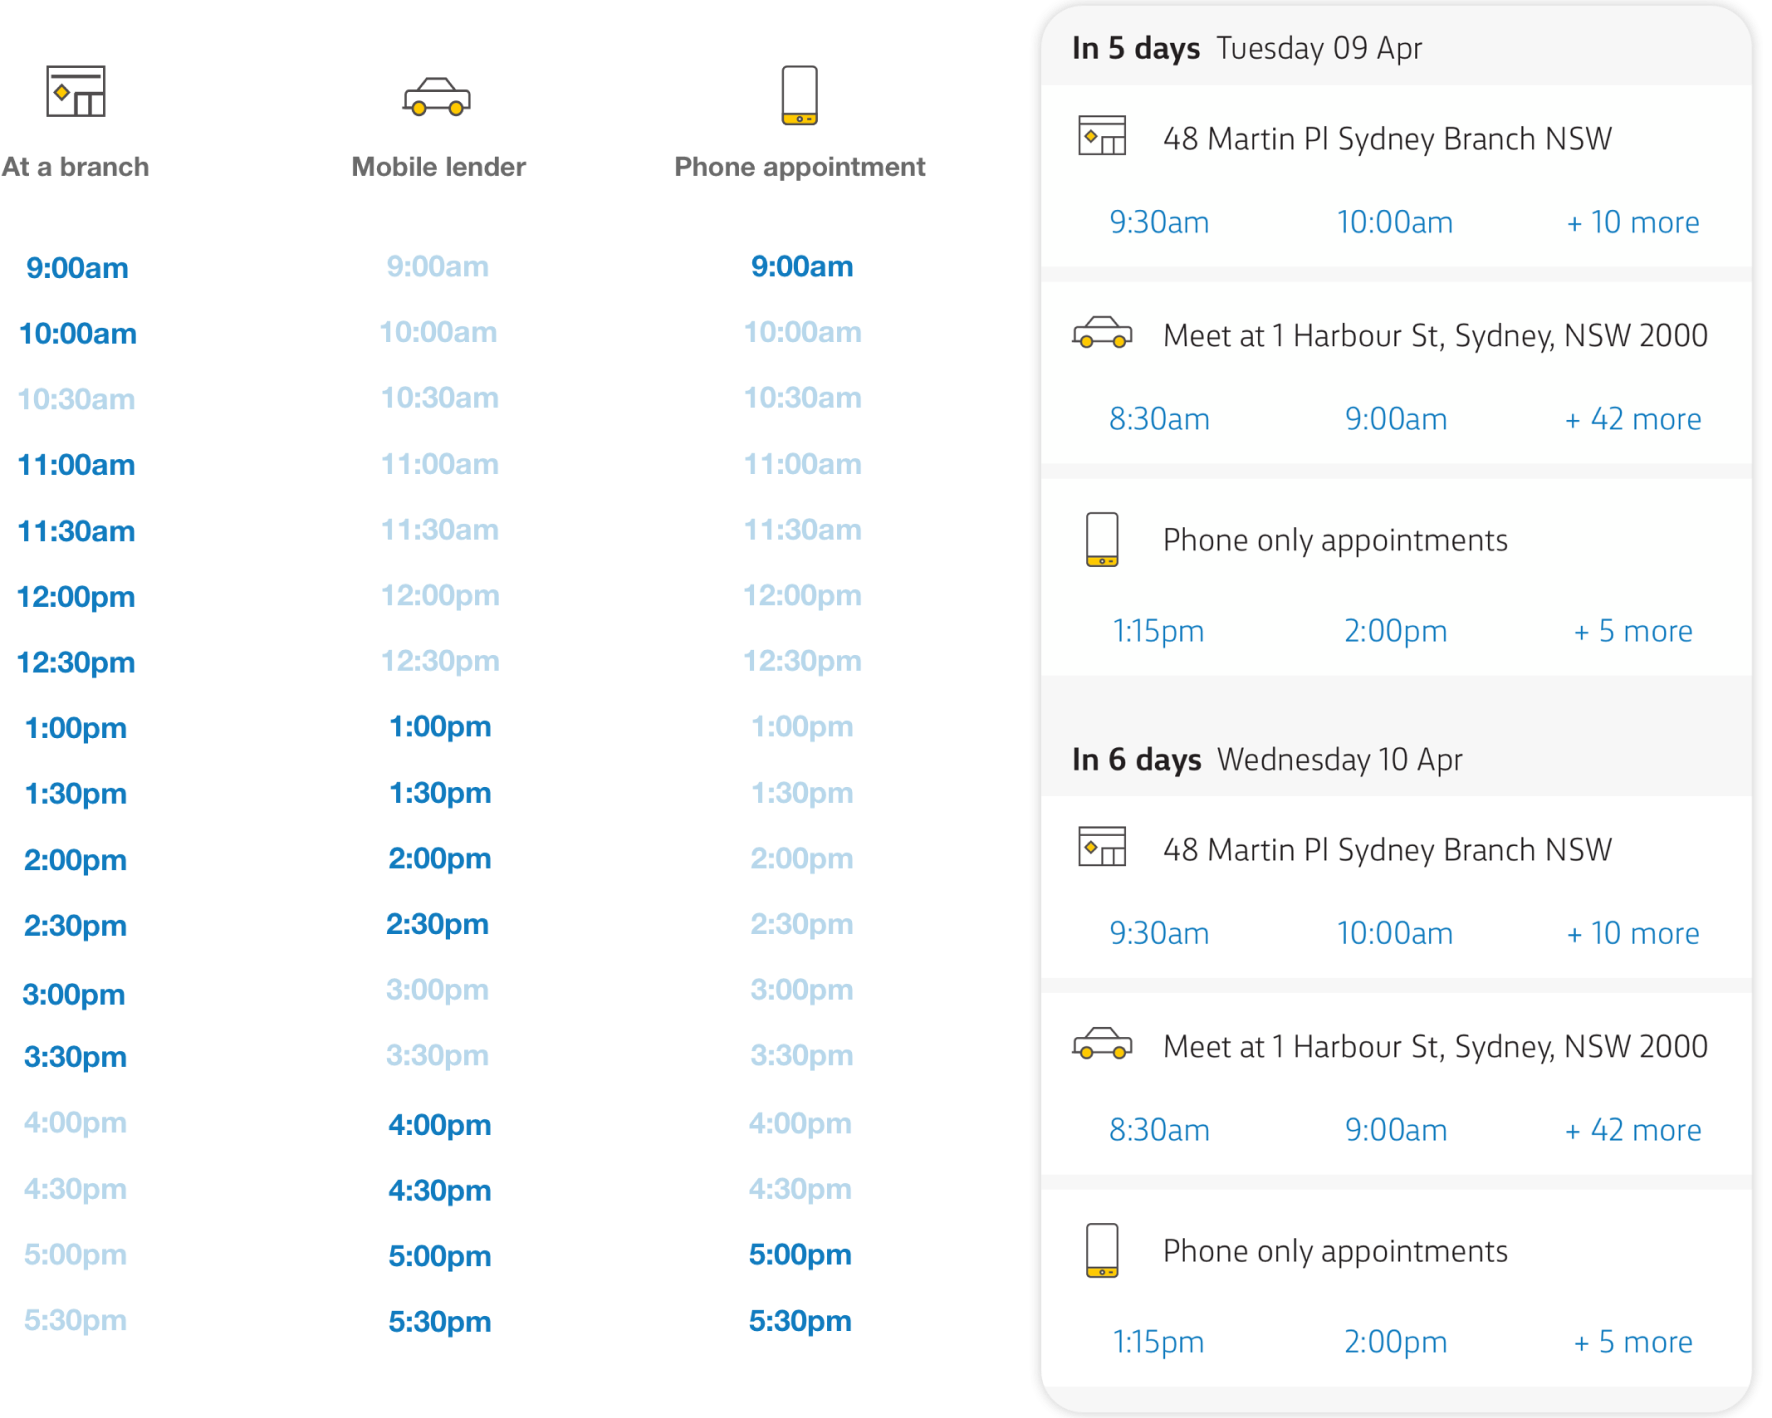 At a branch
Mobile lender
Phone appointment
9:00am 9:00am 9:00am
10:00am 10:00am 10:00am
10:30am 10:30am 10:30am
11:00am 11:00am 11:00am
11:30am 11:30am 11:30am
12:00pm 12:00pm 12:00pm
12:30pm 12:30pm 12:30pm
1:00pm 1:00pm 1:00pm
1:30pm 1:30pm 1:30pm
2:00pm 2:00pm 2:00pm
2:30pm 2:30pm 2:30pm
3:00pm 3:00pm 3:00pm
3:30pm 3:30pm 3:30pm
4:00pm 4:00pm 4:00pm
4:30pm 4:30pm 4:30pm
5:00pm 5:00pm 5:00pm
5:30pm 5:30pm 5:30pm
In 5 days Tuesday 09 Apr
48 Martin Pl Sydney Branch NSW
9:30am 10:00am + 10 more
Meet at 1 Harbour St, Sydney, NSW 2000
8:30am 9:00am + 42 more
Phone only appointments
1:15pm 2:00pm + 5 more
In 6 days Wednesday 10 Apr
48 Martin Pl Sydney Branch NSW
9:30am 10:00am + 10 more
Meet at 1 Harbour St, Sydney, NSW 2000
8:30am 9:00am + 42 more
Phone only appointments
1:15pm 2:00pm + 5 more